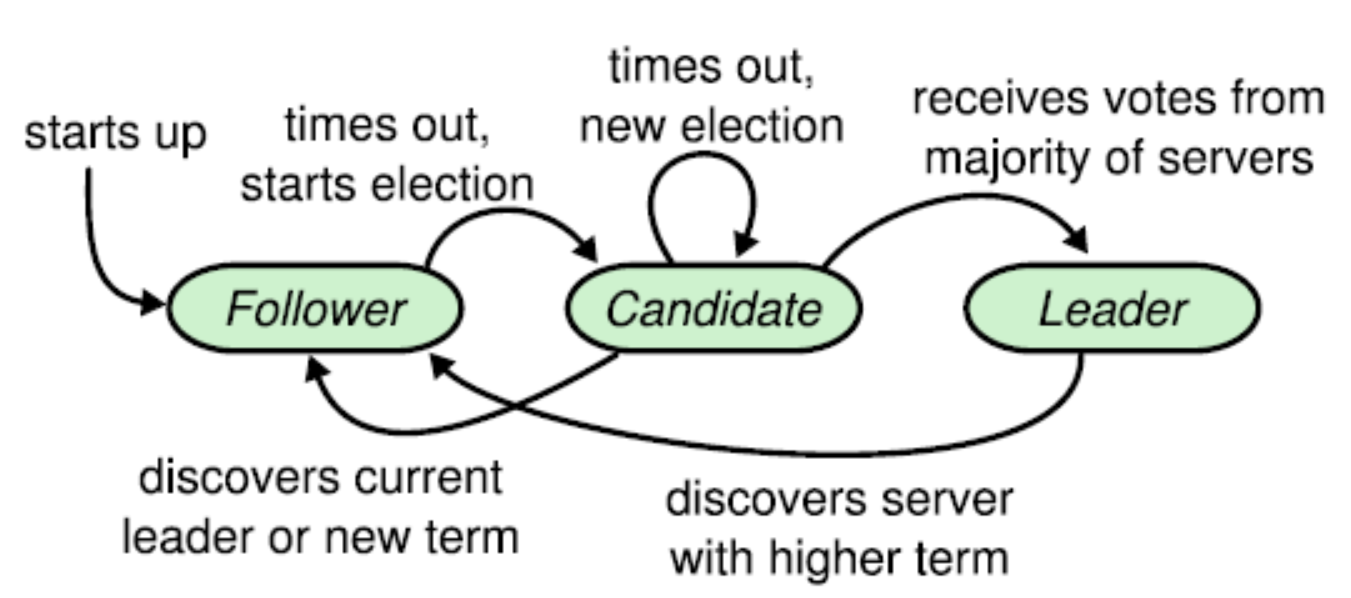 starts up
times out,
starts election
times out,
new election
receives votes from
majority of servers
Follower
Candidate
Leader
discovers current
leader or new term
discovers server
with higher term